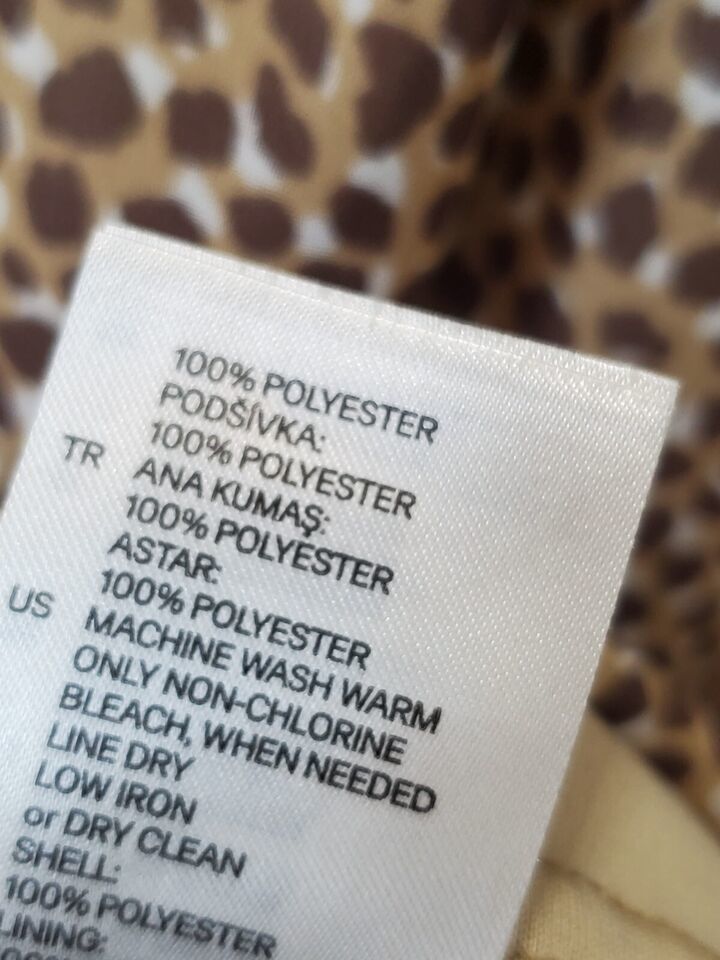 100% POLYESTER
PODŠÍVKA:
100% POLYESTER
TR ANA KUMAŞ:
100% POLYESTER
ASTAR:
100% POLYESTER
US MACHINE WASH WARM
ONLY NON-CHLORINE
BLEACH, WHEN NEEDED
LINE DRY
LOW IRON
or DRY CLEAN
SHELL:
100% POLYESTER
LINING: